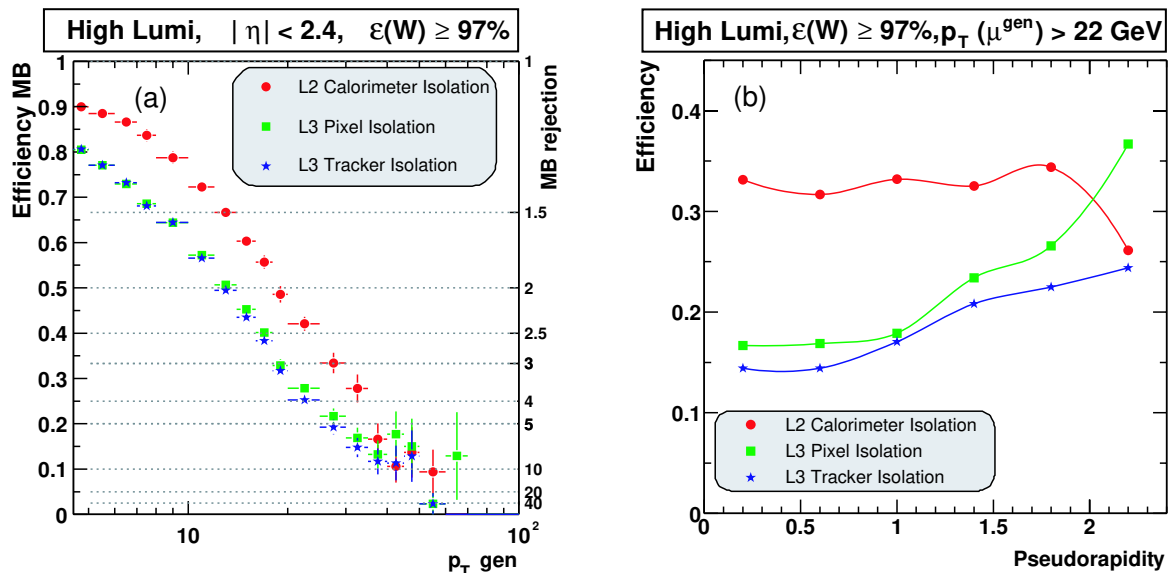 High Lumi, | η| < 2.4, ε(W) ≥ 97%
Efficiency MB
(a)
L2 Calorimeter Isolation
L3 Pixel Isolation
L3 Tracker Isolation
1
0.9
0.8
0.7
0.6
0.5
0.4
0.3
0.2
0.1
0
1
1.5
2
2.5
3
4
5
10
20
40
MB rejection
10
10²
p_T gen
High Lumi,ε(W) ≥ 97%,p_T (μ^gen) > 22 GeV
Efficiency
(b)
0.4
0.3
0.2
0.1
0
L2 Calorimeter Isolation
L3 Pixel Isolation
L3 Tracker Isolation
0
0.5
1
1.5
2
Pseudorapidity